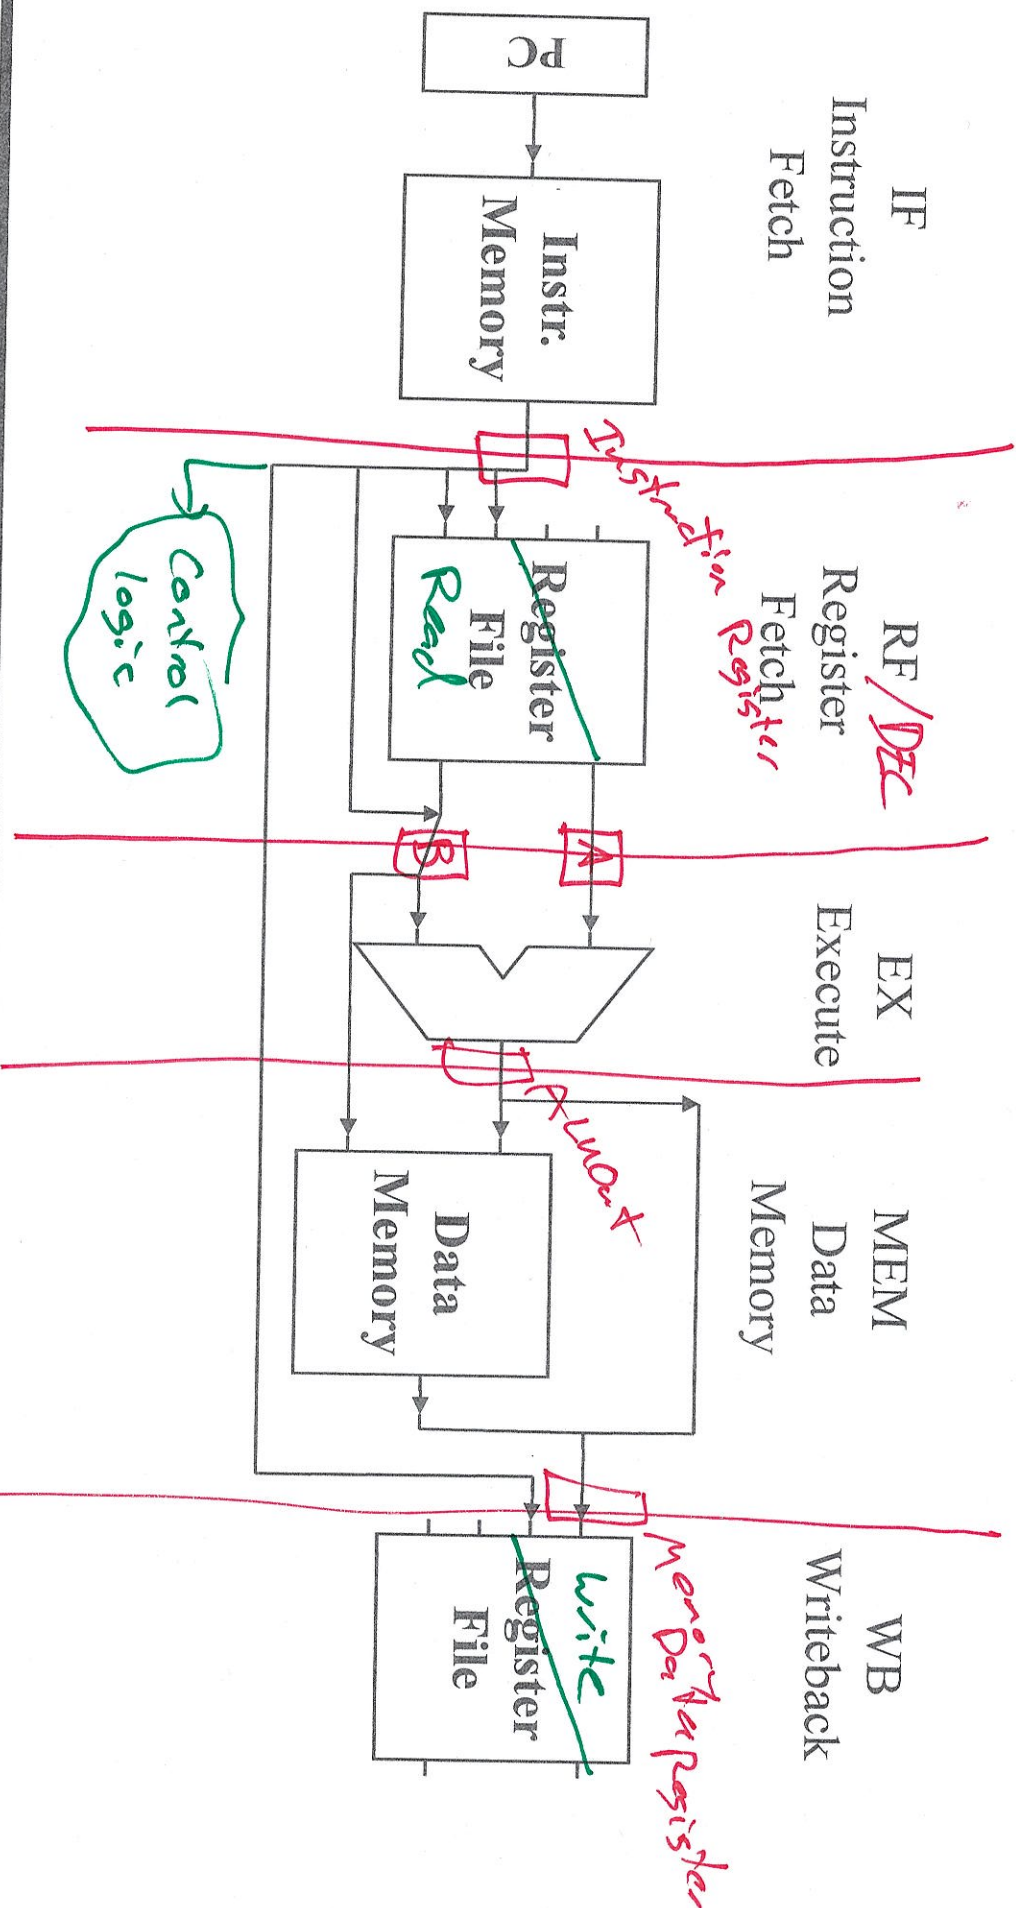 IF
Instruction
Fetch
RF/DEC
Register
Fetch
EX
Execute
MEM
Data
Memory
WB
Writeback
PC
Instr.
Memory
Instruction Register
Register
File
Read
Control
logic
A
B
ALUOut
Data
Memory
Memory
Data Register
Write
Register
File